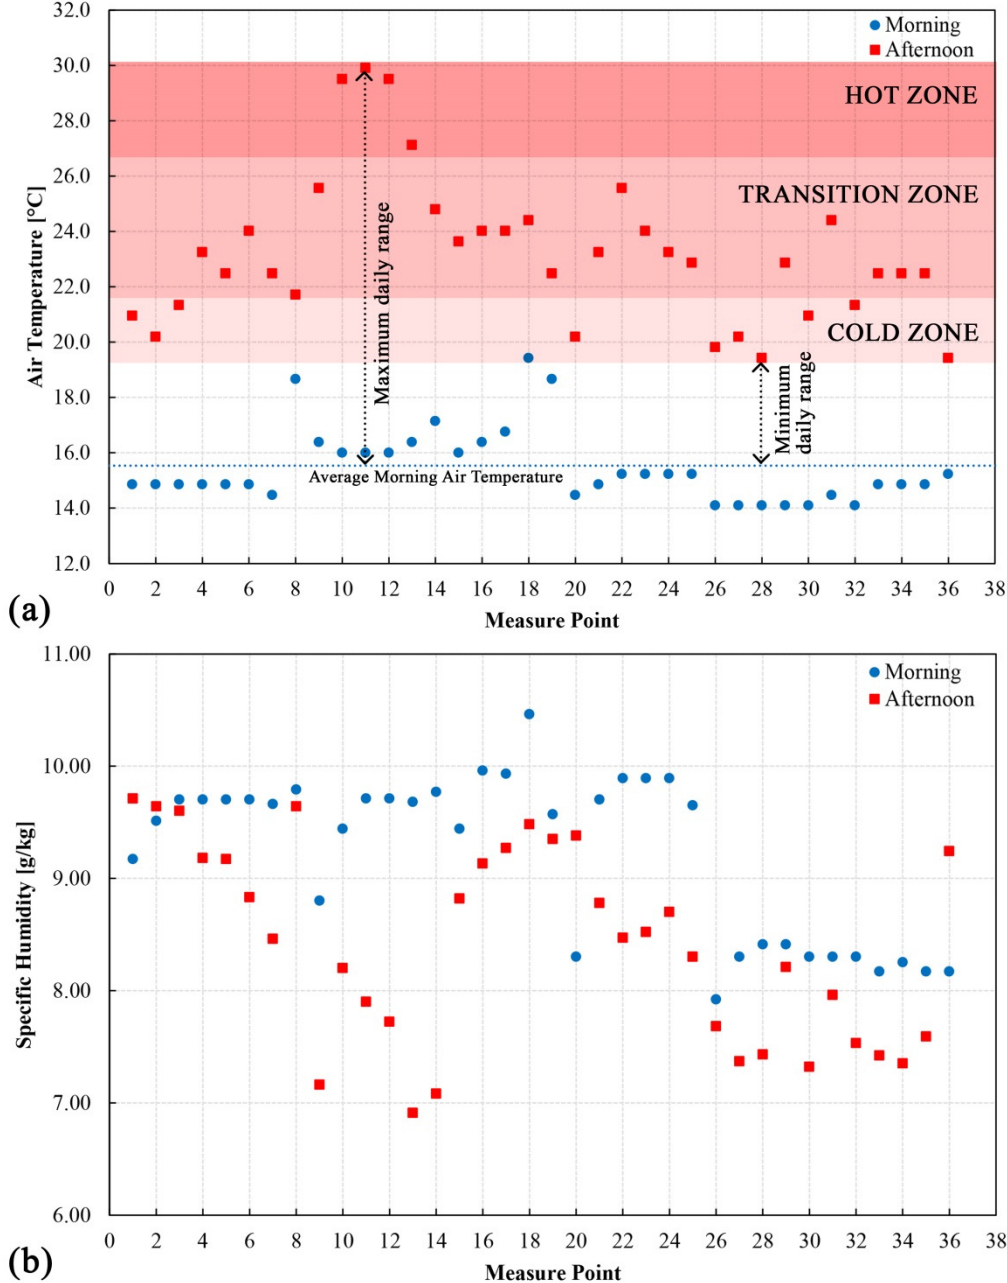 32.0
30.0
28.0
26.0
24.0
22.0
20.0
18.0
16.0
14.0
12.0
Air Temperature [°C]
Morning
Afternoon
HOT ZONE
TRANSITION ZONE
COLD ZONE
Maximum daily range
Minimum
daily range
Average Morning Air Temperature
0 2 4 6 8 10 12 14 16 18 20 22 24 26 28 30 32 34 36 38
Measure Point
(a)
11.00
10.00
9.00
8.00
7.00
6.00
Specific Humidity [g/kg]
Morning
Afternoon
0 2 4 6 8 10 12 14 16 18 20 22 24 26 28 30 32 34 36 38
Measure Point
(b)